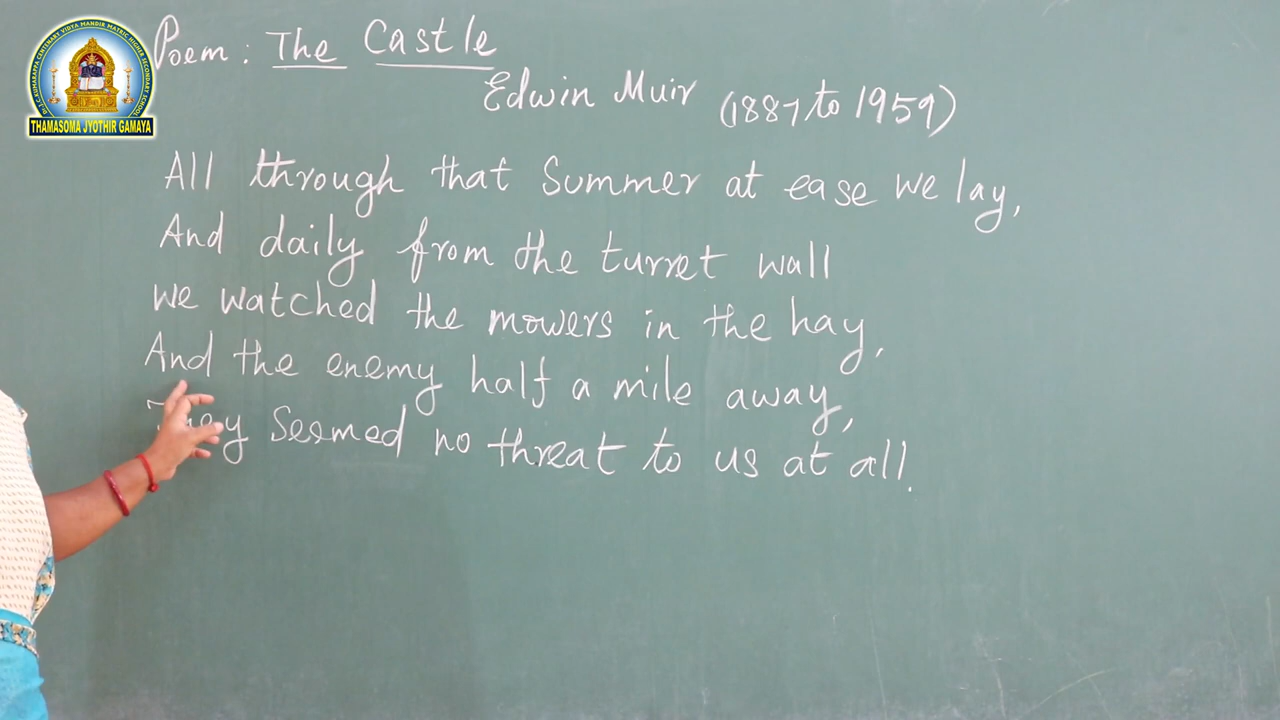 Poem : The Castle
Edwin Muir (1887 to 1959)
All through that Summer at ease we lay,
And daily from the turret wall
We watched the mowers in the hay,
And the enemy half a mile away,
They seemed no threat to us at all.
THAMASOMA JYOTHIR GAMAYA